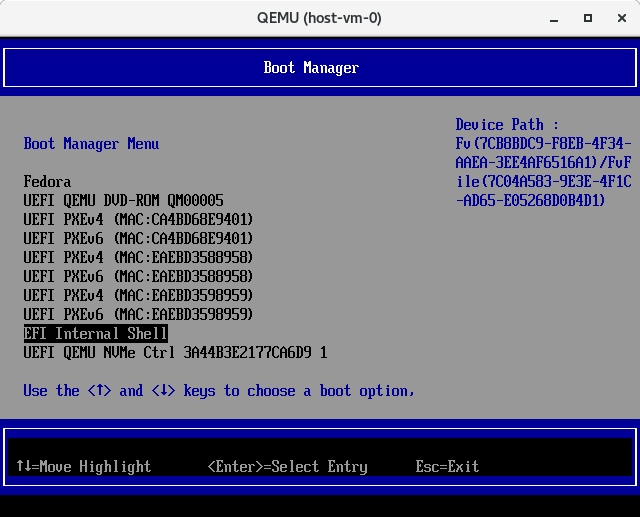 QEMU (host-vm-0)
Boot Manager
Device Path :
Boot Manager Menu
Fv(7CB8BDC9-F8EB-4F34-
AAEA-3EE4AF6516A1)/FvF
ile(7C04A583-9E3E-4F1C
-AD65-E05268D0B4D1)
Fedora
UEFI QEMU DVD-ROM QM00005
UEFI PXEv4 (MAC:CA4BD68E9401)
UEFI PXEv6 (MAC:CA4BD68E9401)
UEFI PXEv4 (MAC:EAEBD3588958)
UEFI PXEv6 (MAC:EAEBD3588958)
UEFI PXEv4 (MAC:EAEBD3598959)
UEFI PXEv6 (MAC:EAEBD3598959)
EFI Internal Shell
UEFI QEMU NVMe Ctrl 3A44B3E2177CA6D9 1
Use the <↑> and <↓> keys to choose a boot option.
↑↓=Move Highlight <Enter>=Select Entry Esc=Exit